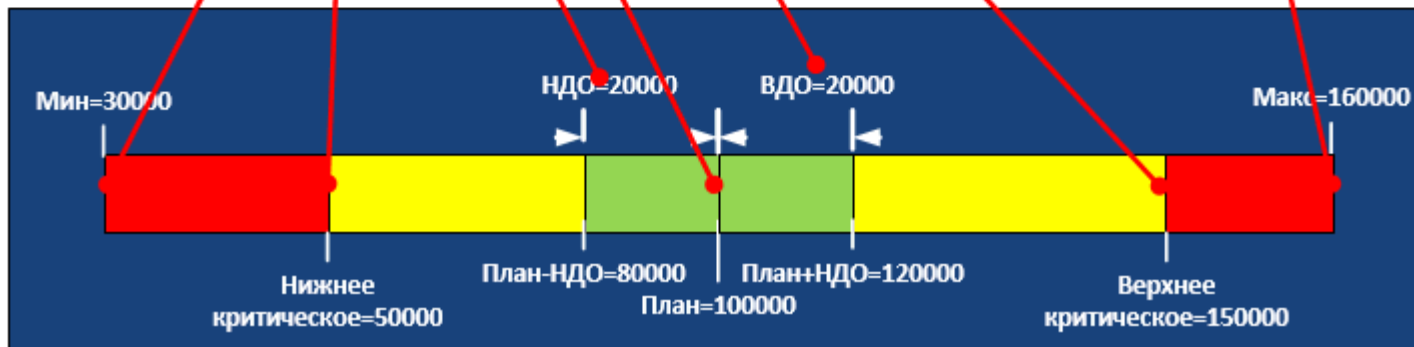 НДО=20000
ВДО=20000
Мин=30000
Макс=160000
План-НДО=80000
План+НДО=120000
Нижнее
критическое=50000
План=100000
Верхнее
критическое=150000